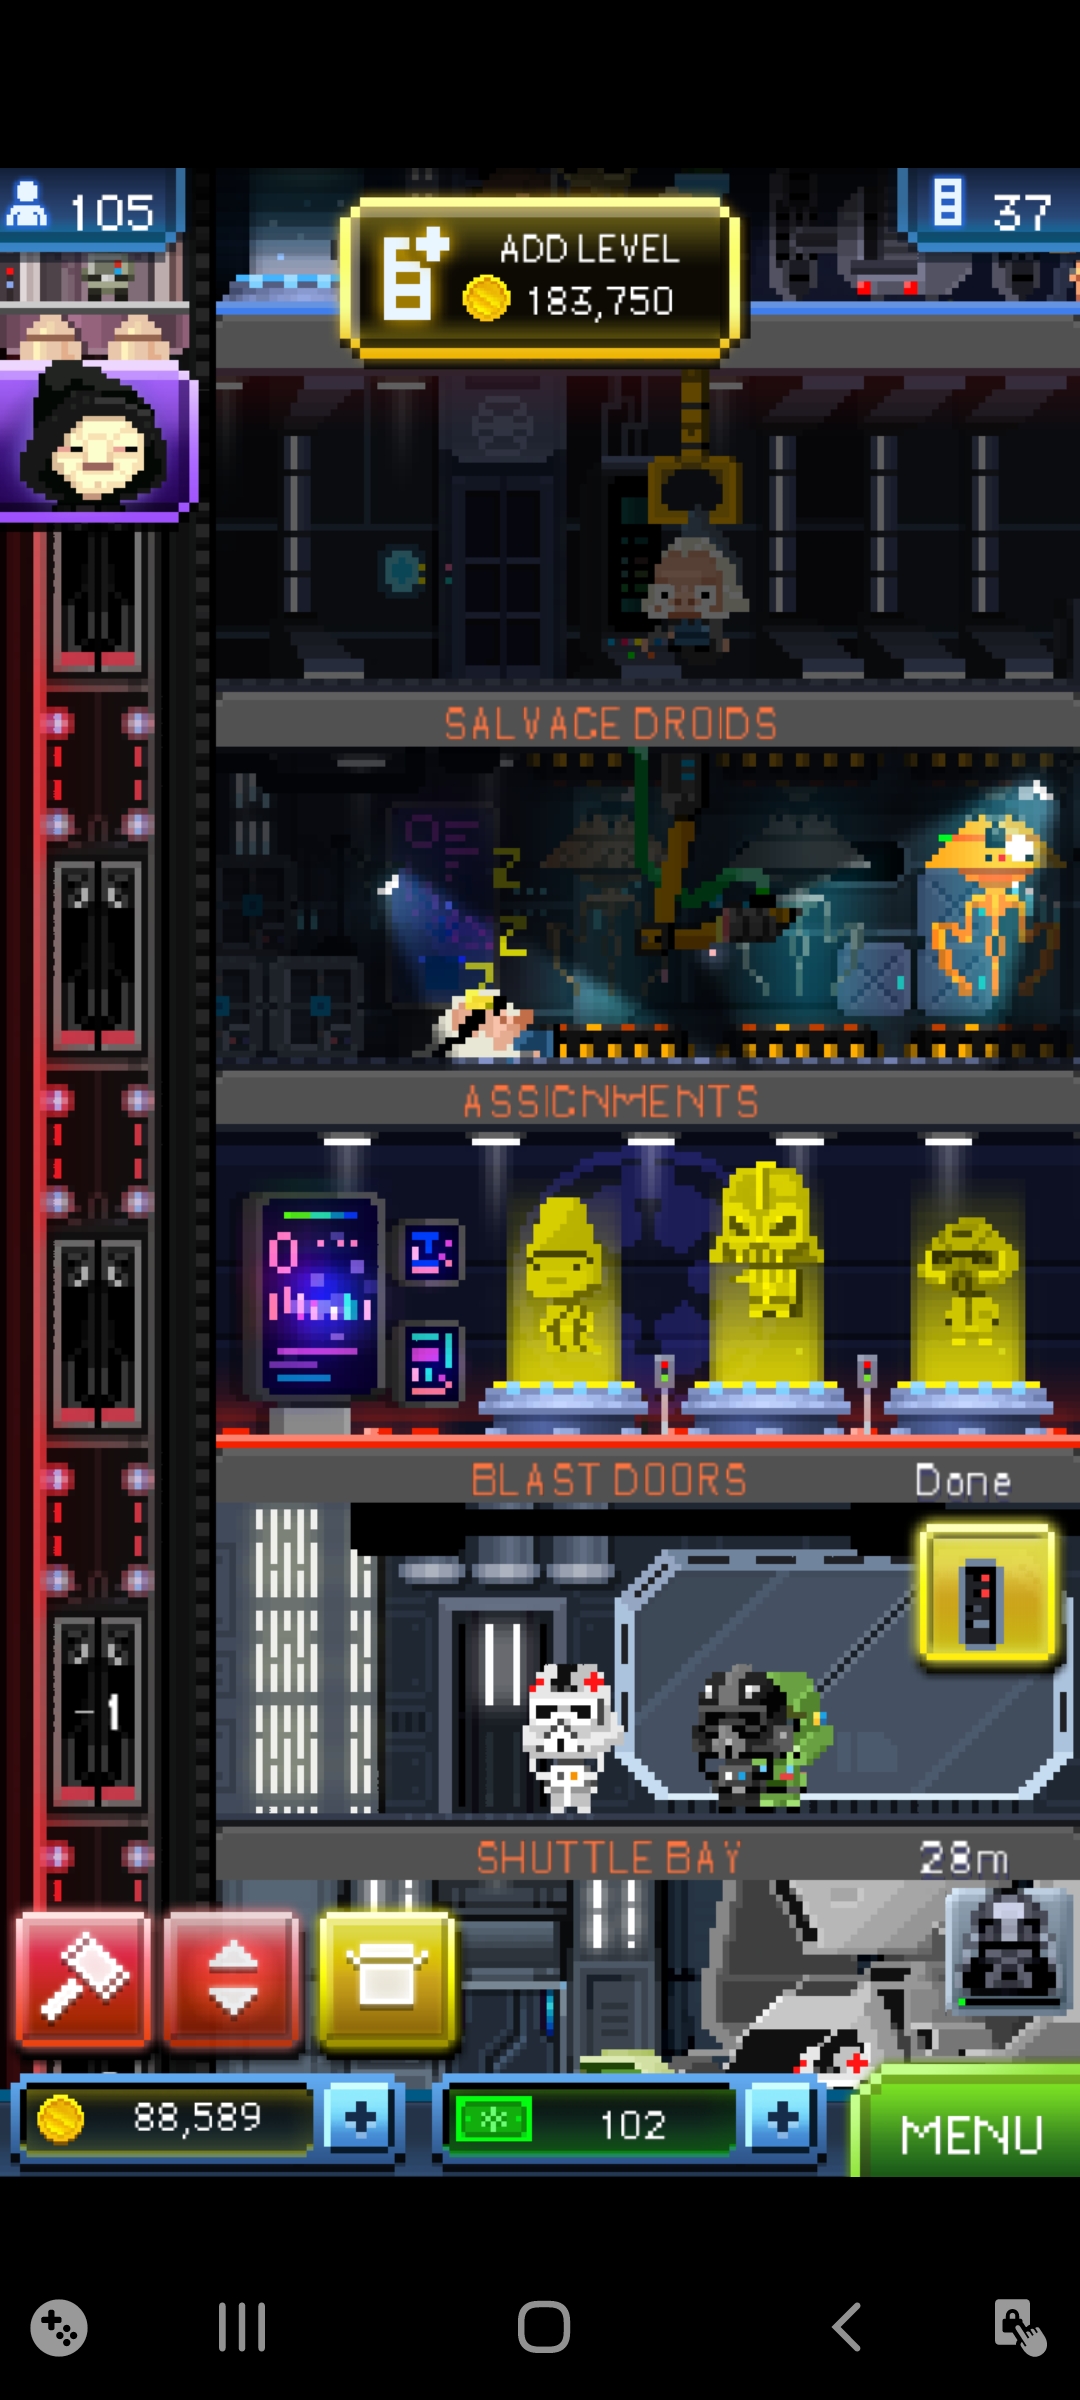 105
37
ADD LEVEL
183,750
SALVAGE DROIDS
Z
Z
Z
ASSIGNMENTS
BLAST DOORS Done
-1
SHUTTLE BAY 28m
88,589
102
MENU